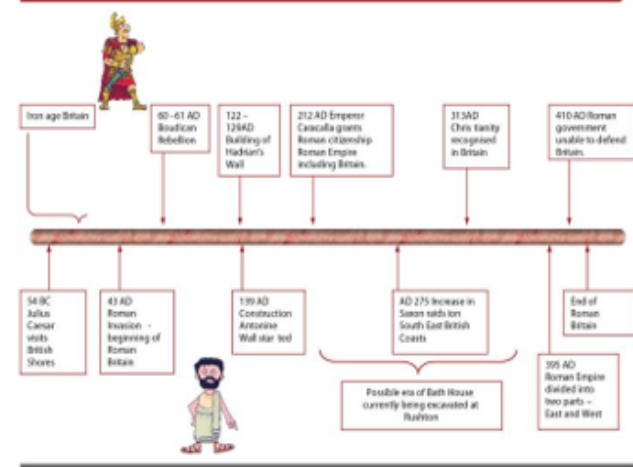 Iron age Britain
60 -61 AD
Boudican
Rebellion
122 –
129AD
Building of
Hadrian's
Wall
212 AD Emperor
Caracalla grants
Roman citizenship
Roman Empire
including Britain.
313AD
Chris tianity
recognised
in Britain
410 AD Roman
government
unable to defend
Britain.
54 BC
Julius
Caesar
visits
British
Shores
43 AD
Roman
Invasion -
beginning of
Roman
Britain
139 AD
Construction
Antonine
Wall star ted
AD 275 Increase in
Saxon raids ion
South East British
Coasts
End of
Roman
Britain
Possible era of Bath House
currently being excavated at
Rushton
395 AD
Roman Empire
divided into
two parts –
East and West